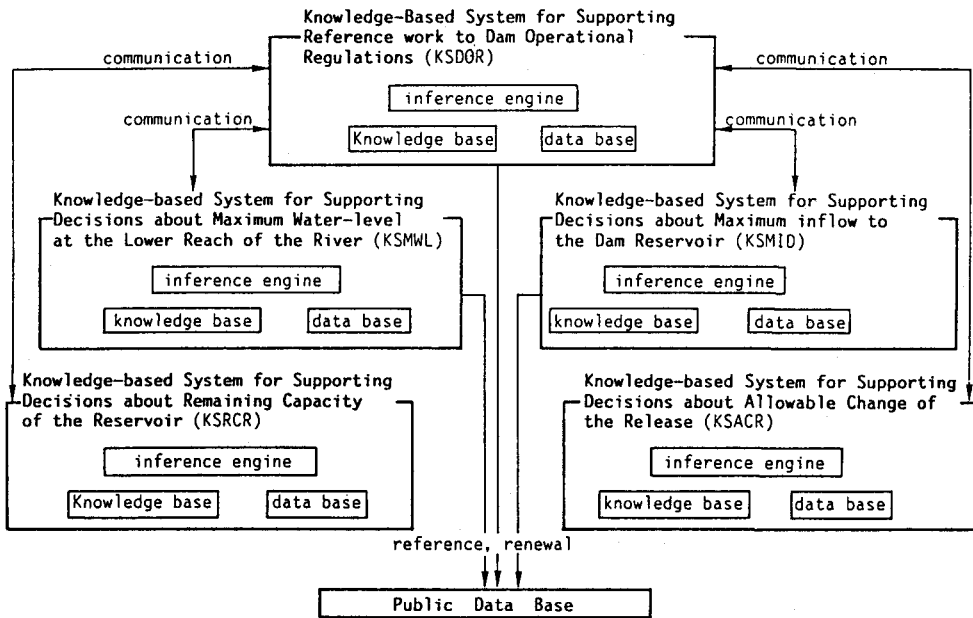 Knowledge-Based System for Supporting
Reference work to Dam Operational
Regulations (KSDOR)
communication
communication
inference engine
communication
communication
Knowledge base
data base
Knowledge-based System for Supporting
Decisions about Maximum Water-level
at the Lower Reach of the River (KSMWL)
inference engine
knowledge base
data base
Knowledge-based System for Supporting
Decisions about Maximum inflow to
the Dam Reservoir (KSMID)
inference engine
knowledge base
data base
Knowledge-based System for Supporting
Decisions about Remaining Capacity
of the Reservoir (KSRCR)
inference engine
Knowledge base
data base
Knowledge-based System for Supporting
Decisions about Allowable Change of
the Release (KSACR)
inference engine
knowledge base
data base
reference, renewal
Public Data Base